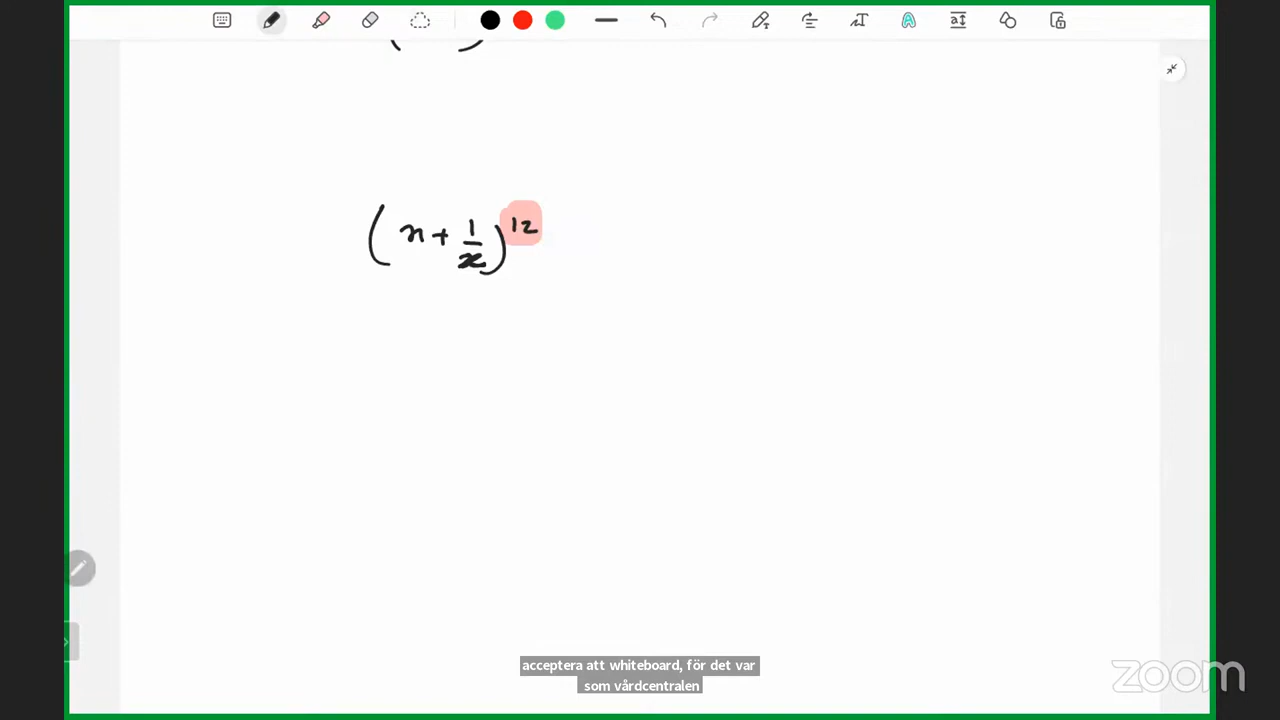 (x + 1/x)^12
acceptera att whiteboard, för det var
som vårdcentralen
zoom